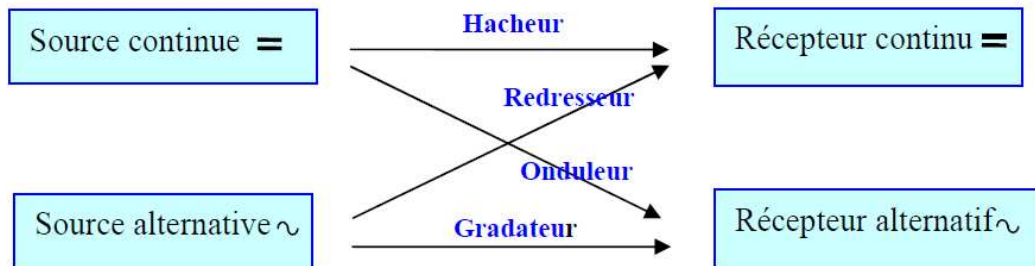 Hacheur
Source continue =
Récepteur continu =
Redresseur
Onduleur
Source alternative ~
Gradateur
Récepteur alternatif ~